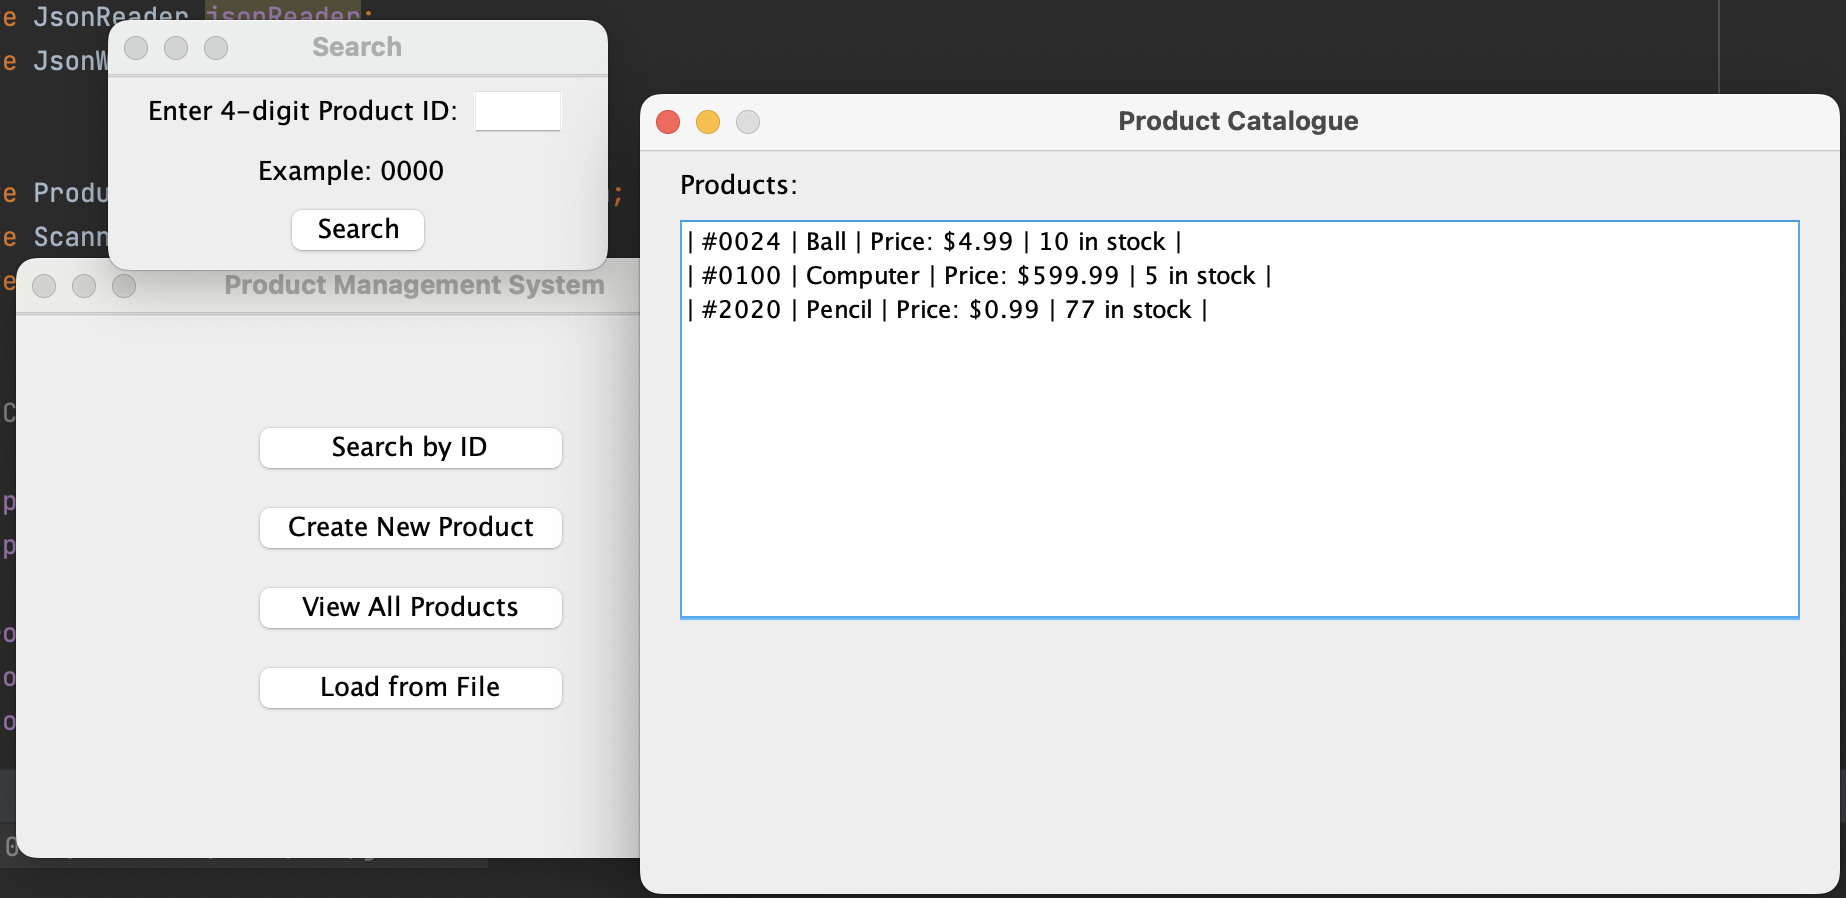 e JsonReader jsonReader;
e JsonW
e Produ ;
e Scann
e
Search
Enter 4-digit Product ID:
Example: 0000
Search
Product Management System
Search by ID
Create New Product
View All Products
Load from File
Product Catalogue
Products:
| #0024 | Ball | Price: $4.99 | 10 in stock |
| #0100 | Computer | Price: $599.99 | 5 in stock |
| #2020 | Pencil | Price: $0.99 | 77 in stock |